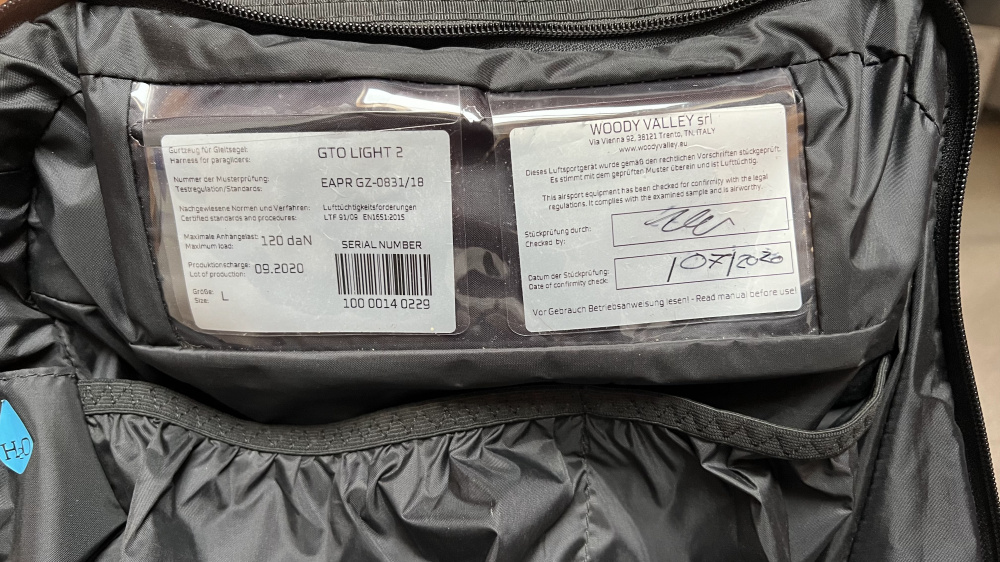 Gurtzeug für Gleitsegel:
Harness for paragliders:
GTO LIGHT 2
Nummer der Musterprüfung:
Testregulation/Standards:
EAPR GZ-0831/18
Nachgewiesene Normen und Verfahren:
Certified standards and procedures:
Lufttüchtigkeitsforderungen
LTF 91/09 EN1651:2015
Maximale Anhängelast:
Maximum load:
120 daN
SERIAL NUMBER
Produktionscharge:
Lot of production:
09.2020
Größe:
Size:
L
100 0014 0229
WOODY VALLEY srl
Via Vienna 92, 38121 Trento, TN, ITALY
www.woodyvalley.eu
Dieses Luftsportgerät wurde gemäß den rechtlichen Vorschriften stückgeprüft.
Es stimmt mit dem geprüften Muster überein und ist Lufttüchtig.
This airsport equipment has been checked for confirmity with the legal
regulations. It complies with the examined sample and is airworthy.
Stückprüfung durch:
Checked by:
Datum der Stückprüfung:
Date of confirmity check:
/07/2020
Vor Gebrauch Betriebsanweisung lesen! - Read manual before use!
H2O